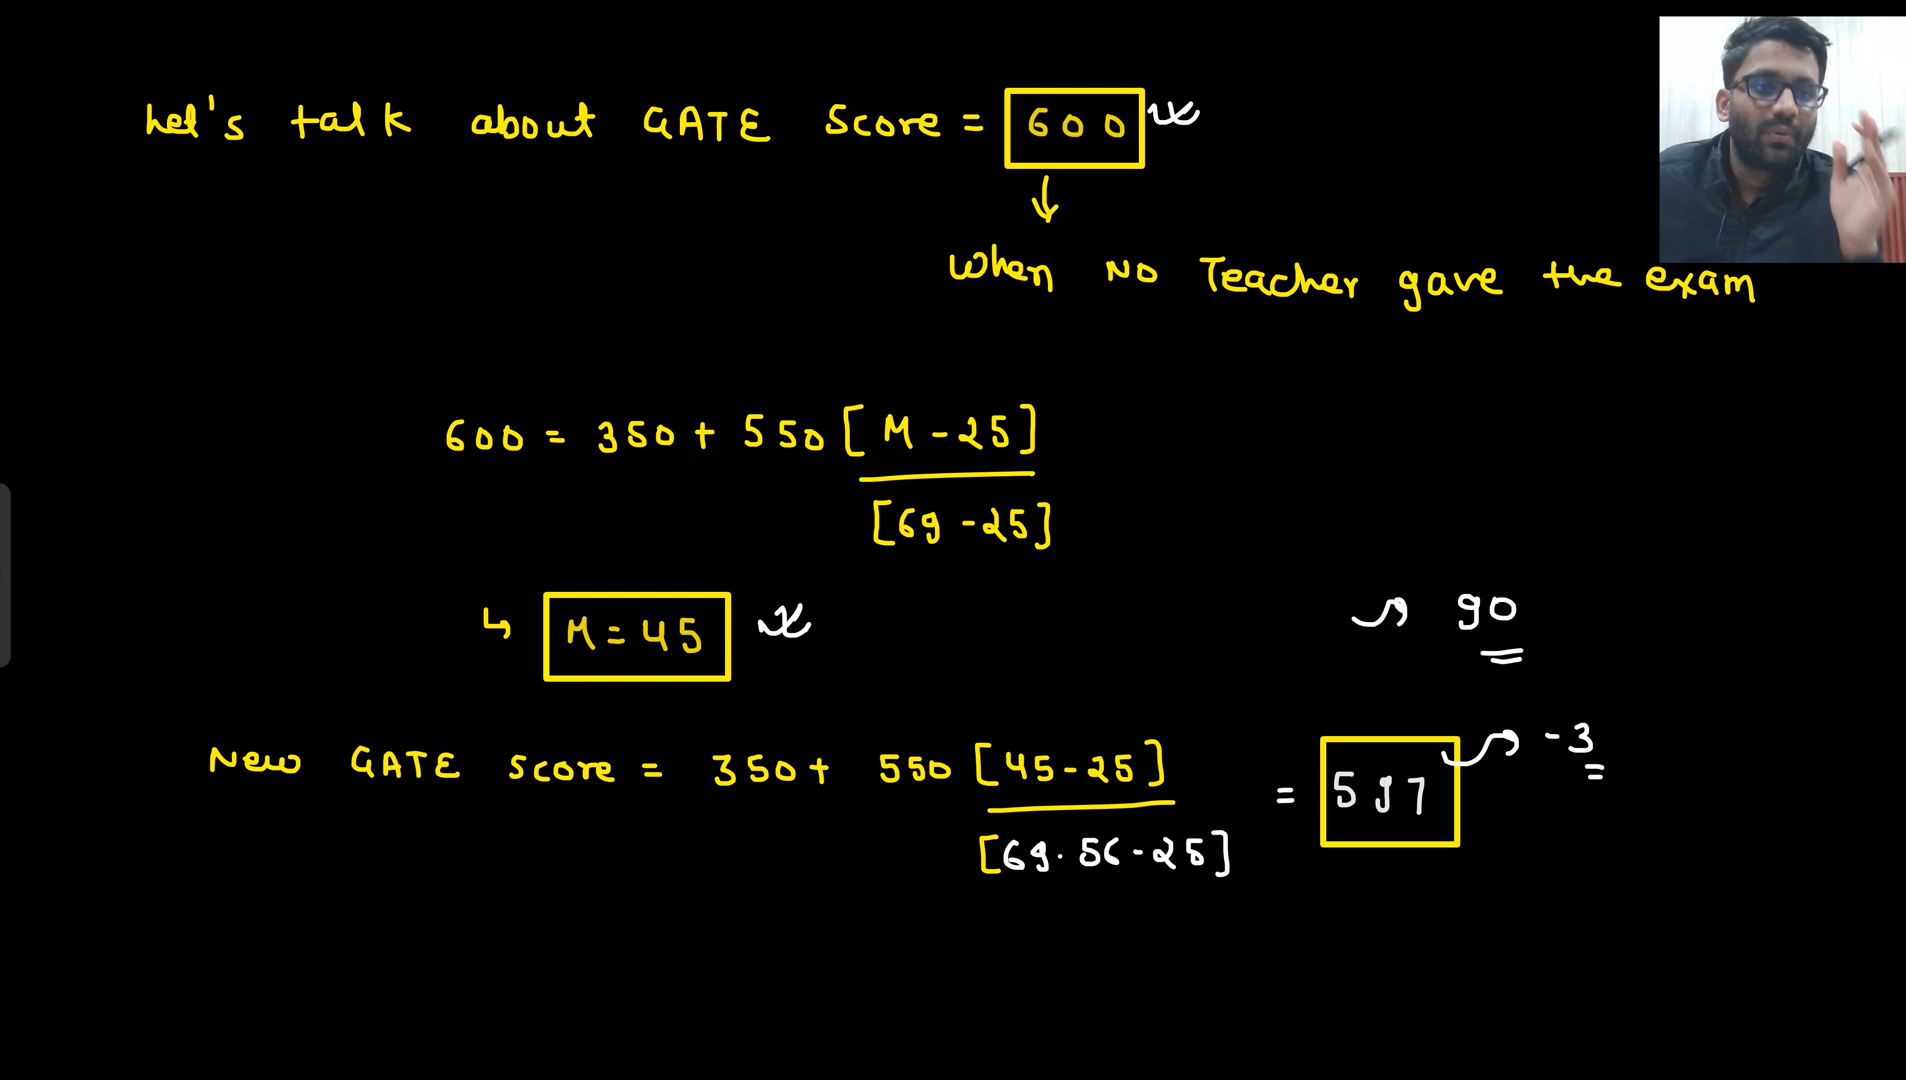 Let's talk about GATE Score = 600
When NO Teacher gave the exam
600 = 350 + 550 [M - 25]
[69 - 25]
↳ M = 45
90
New GATE score = 350 + 550 [45 - 25] = 597 -3
[69.56 - 25]